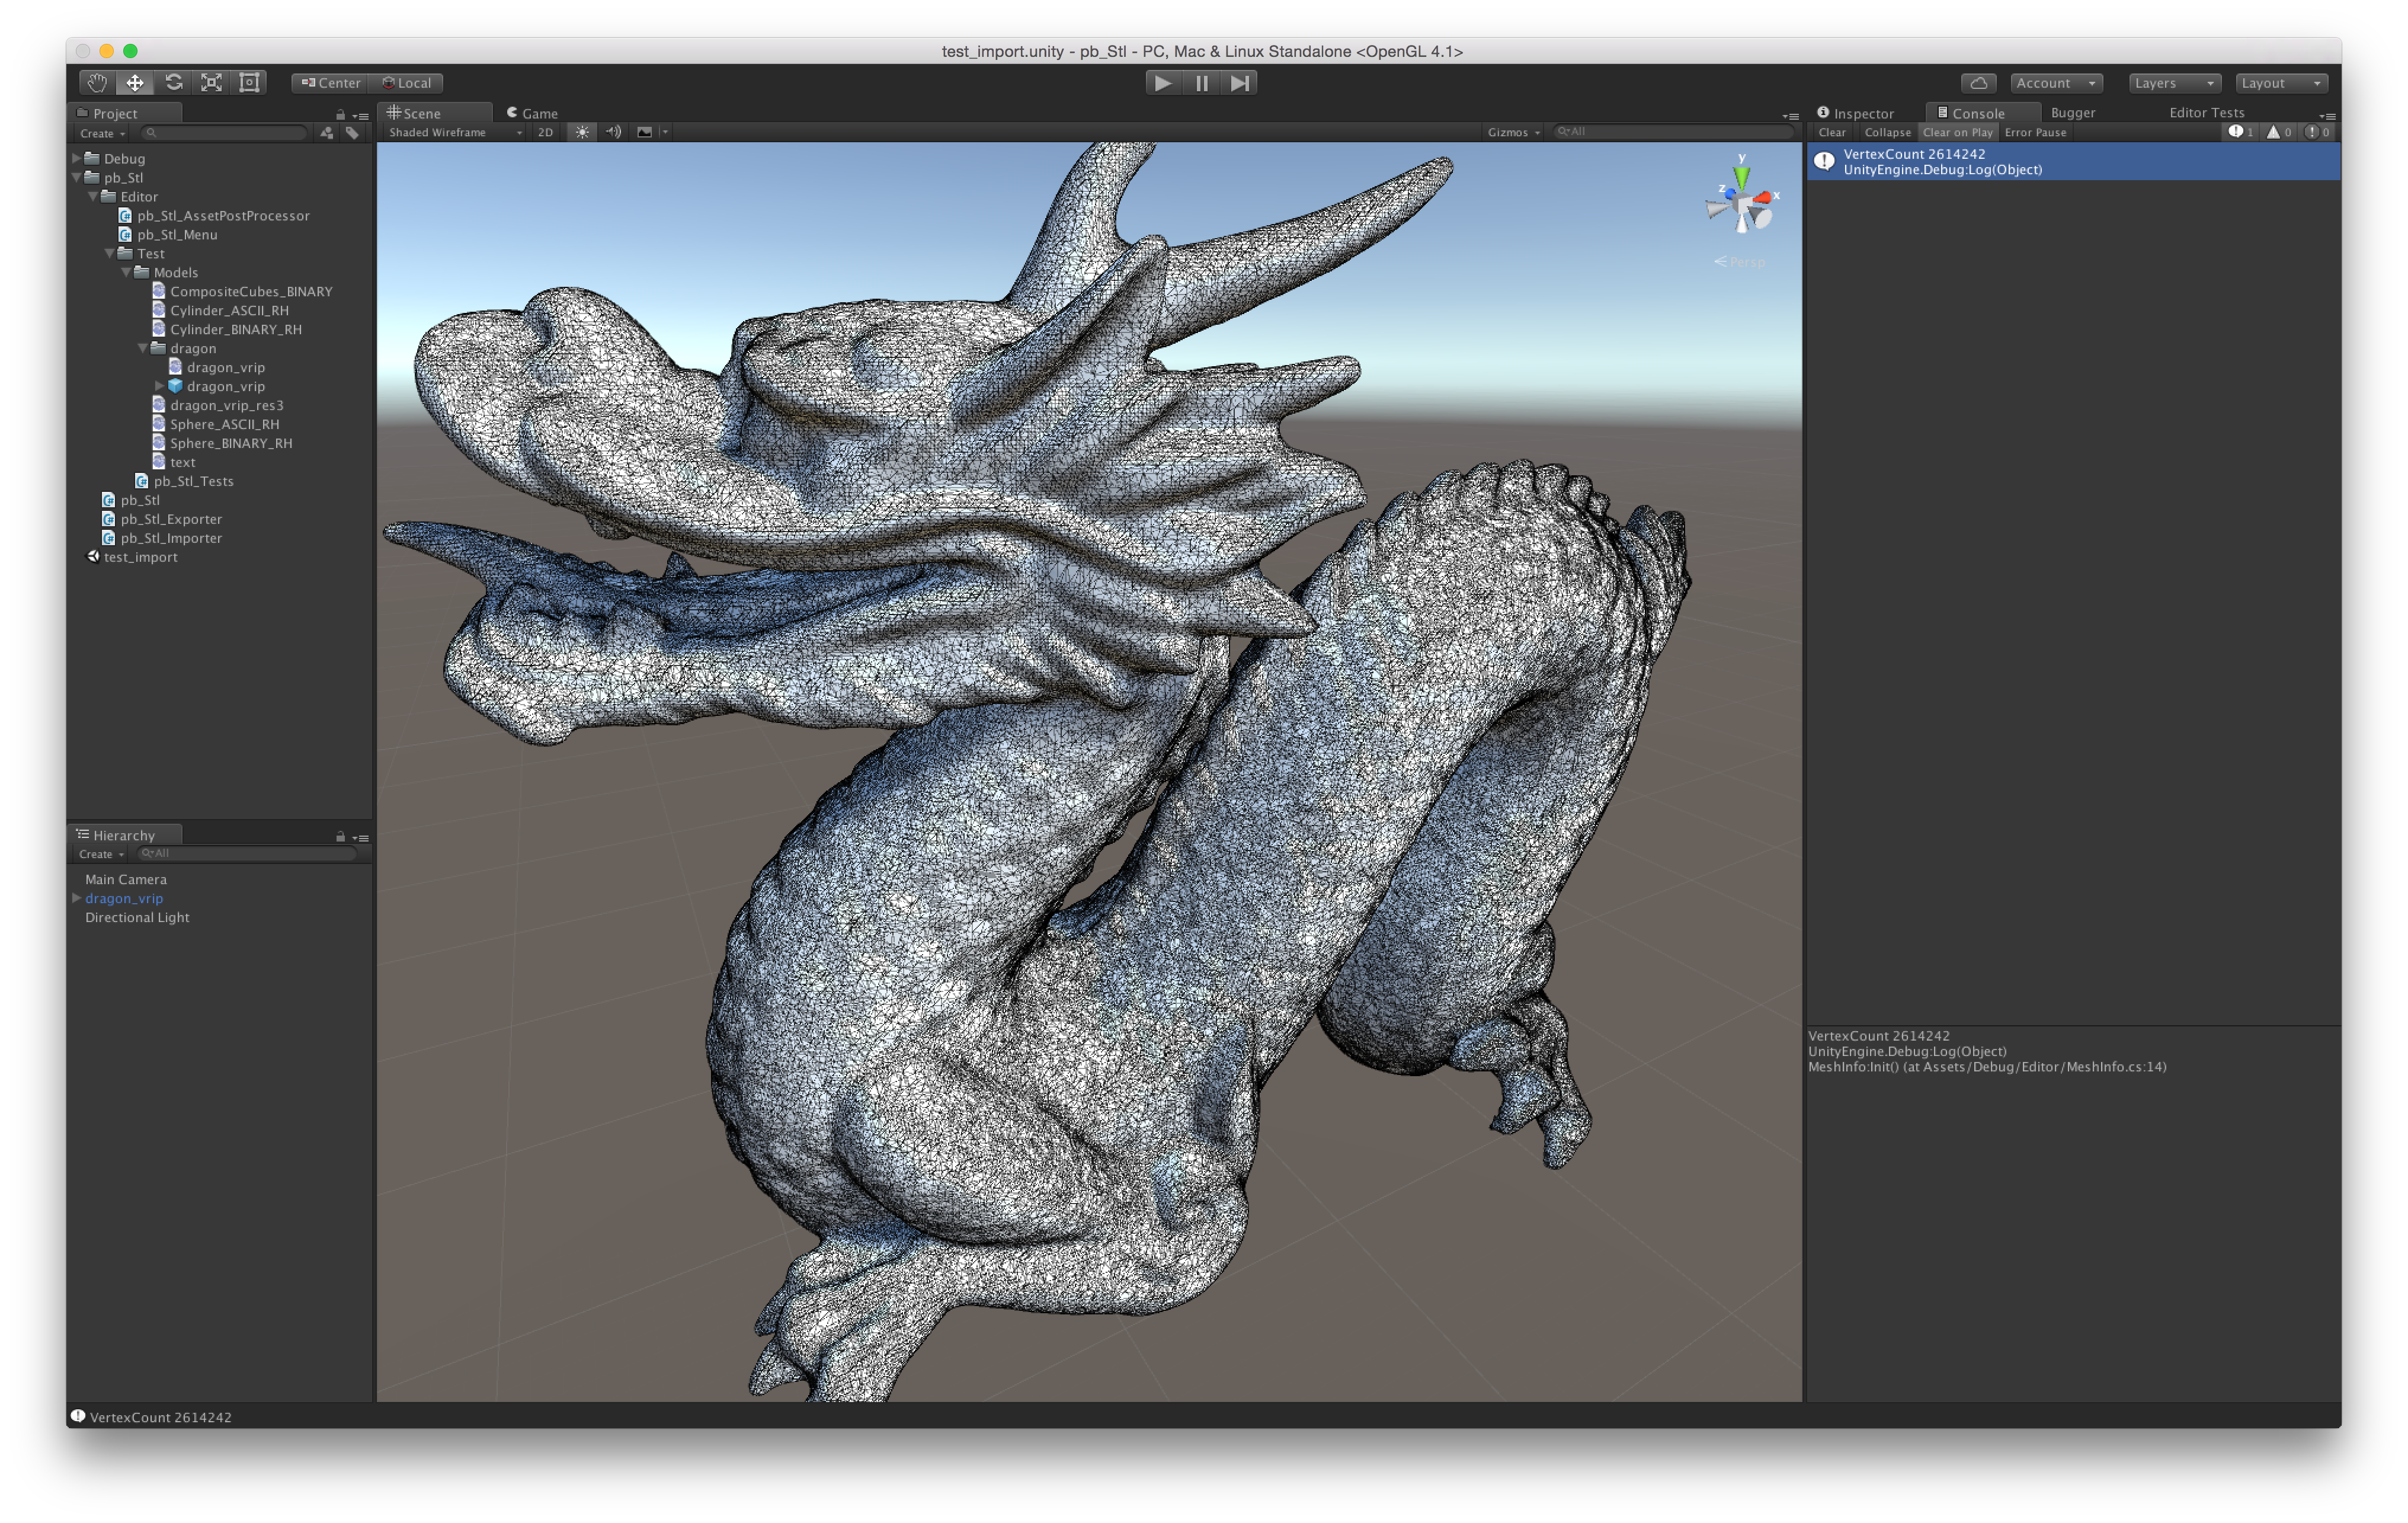 test_import.unity - pb_Stl - PC, Mac & Linux Standalone <OpenGL 4.1>
Center Local
Account Layers Layout
Project
Create
Debug
pb_Stl
Editor
pb_Stl_AssetPostProcessor
pb_Stl_Menu
Test
Models
CompositeCubes_BINARY
Cylinder_ASCII_RH
Cylinder_BINARY_RH
dragon
dragon_vrip
dragon_vrip
dragon_vrip_res3
Sphere_ASCII_RH
Sphere_BINARY_RH
text
pb_Stl_Tests
pb_Stl
pb_Stl_Exporter
pb_Stl_Importer
test_import
Hierarchy
Create All
Main Camera
dragon_vrip
Directional Light
Scene Game
Shaded Wireframe 2D Gizmos All
y
z x
Persp
Inspector Console Bugger Editor Tests
Clear Collapse Clear on Play Error Pause 1 0 0
VertexCount 2614242
UnityEngine.Debug:Log(Object)
VertexCount 2614242
UnityEngine.Debug:Log(Object)
MeshInfo:Init() (at Assets/Debug/Editor/MeshInfo.cs:14)
VertexCount 2614242